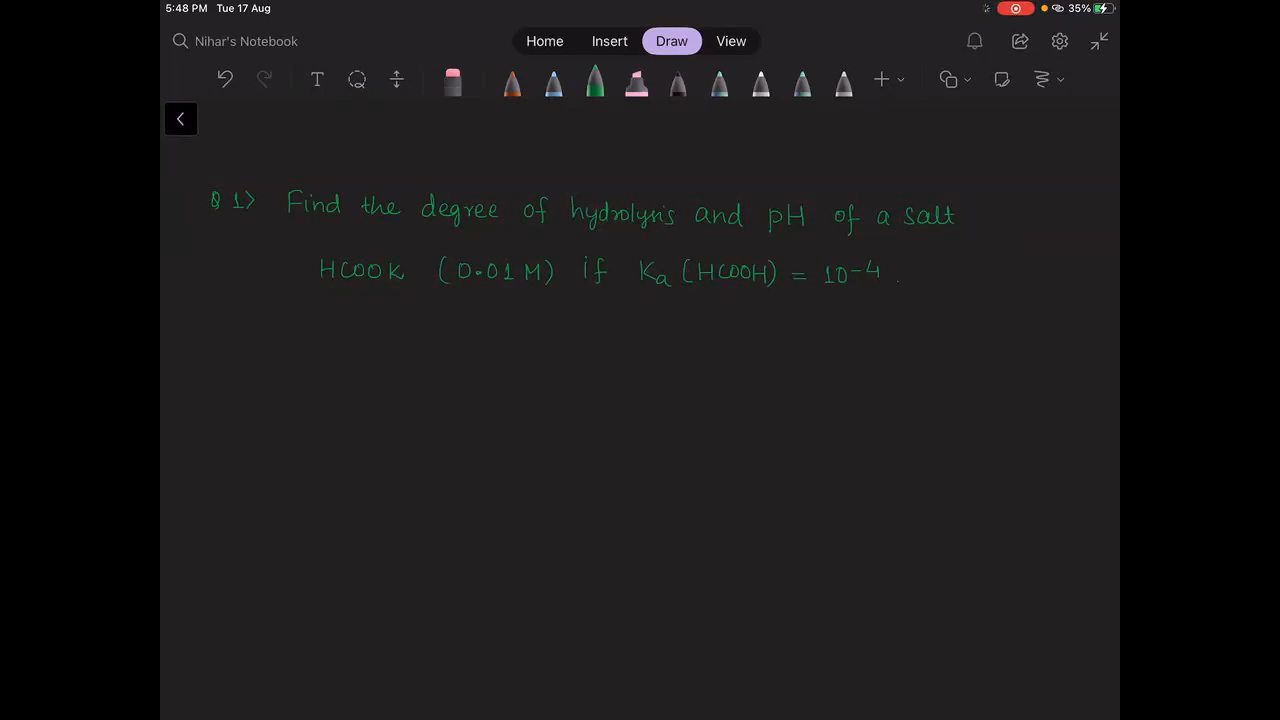 5:48 PM Tue 17 Aug
35%
Nihar's Notebook
Home Insert Draw View
T
Q 1> Find the degree of hydrolysis and pH of a salt
HCOOK (0.01 M) if Ka (HCOOH) = 10-4.